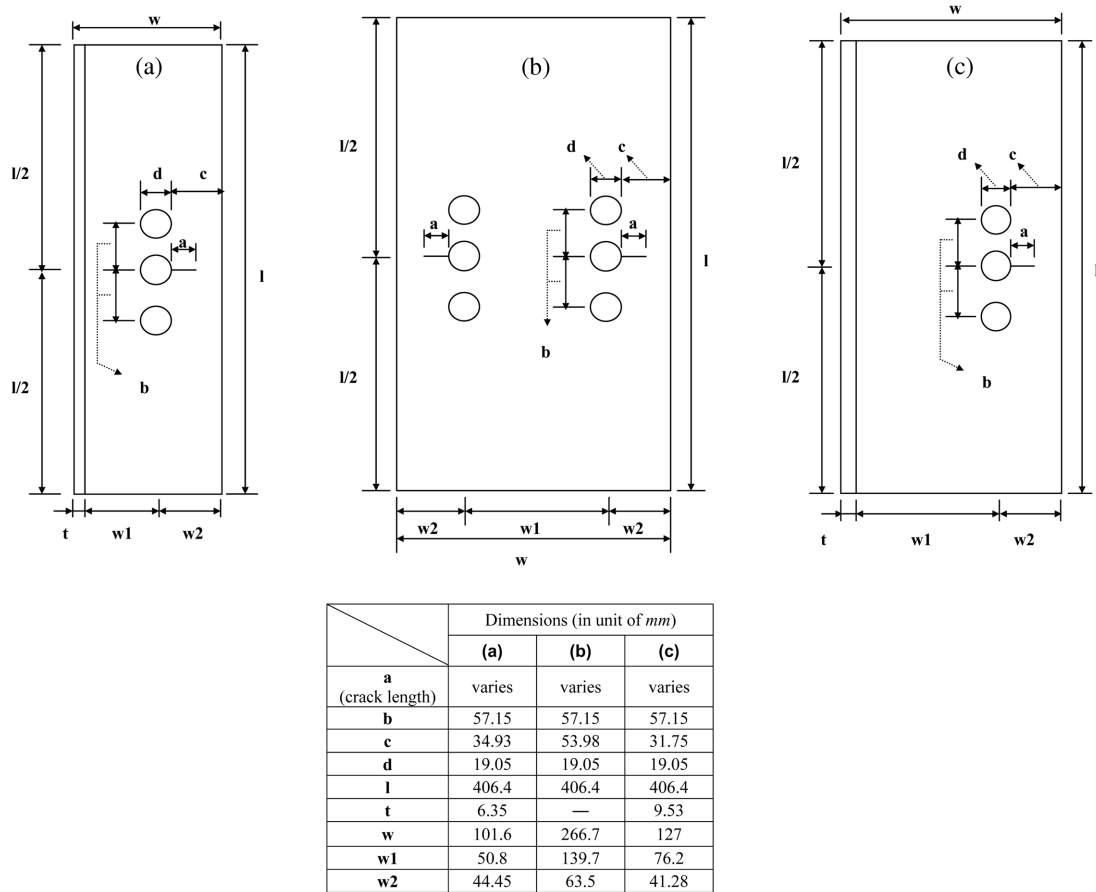 w
(a)
d
c
a
l/2
l
l/2
b
t
w1
w2
(b)
l/2
d
c
a
a
l
l/2
b
w2
w1
w2
w
w
(c)
l/2
d
c
a
l
l/2
b
t
w1
w2
Dimensions (in unit of mm)
(a) (b) (c)
a
(crack length) varies varies varies
b 57.15 57.15 57.15
c 34.93 53.98 31.75
d 19.05 19.05 19.05
l 406.4 406.4 406.4
t 6.35 — 9.53
w 101.6 266.7 127
w1 50.8 139.7 76.2
w2 44.45 63.5 41.28